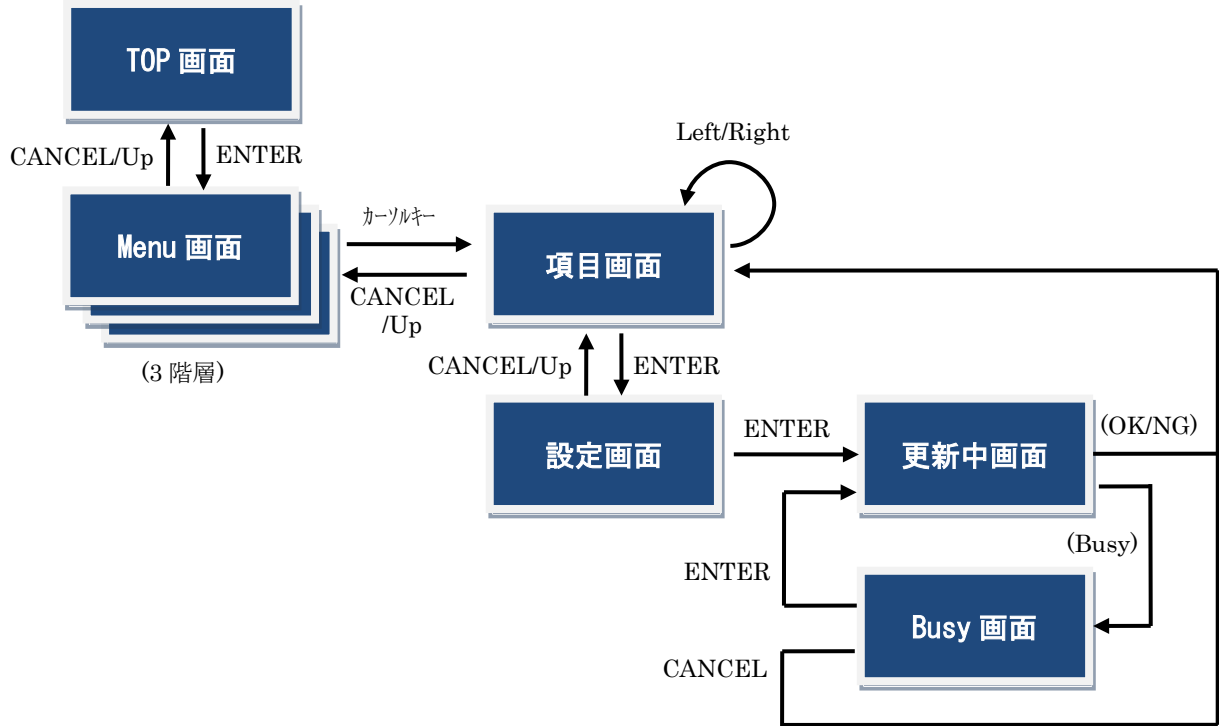 TOP 画面
CANCEL/Up
ENTER
Left/Right
Menu 画面
カーソルキー
項目画面
CANCEL
/Up
(3 階層)
CANCEL/Up
ENTER
設定画面
ENTER
更新中画面
(OK/NG)
(Busy)
ENTER
Busy 画面
CANCEL